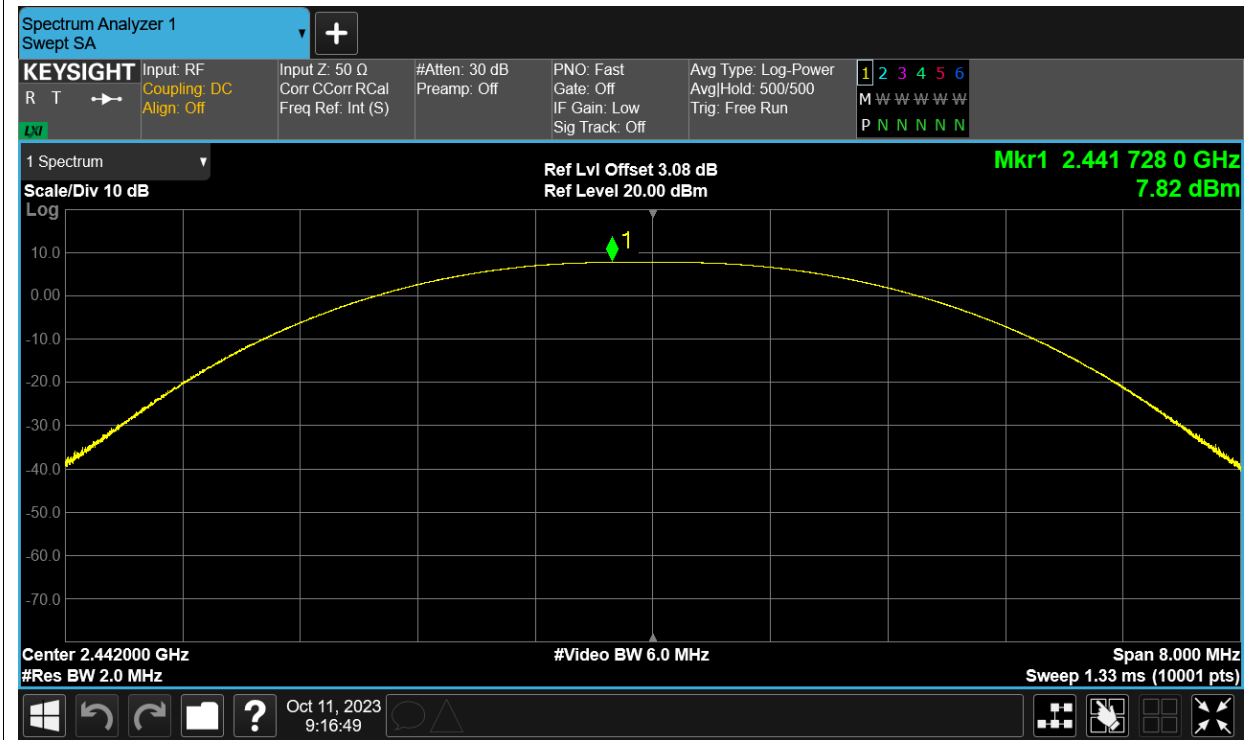 Spectrum Analyzer 1
Swept SA
+
KEYSIGHT
R T
LXI
Input: RF
Coupling: DC
Align: Off
Input Z: 50 Ω
Corr CCorr RCal
Freq Ref: Int (S)
#Atten: 30 dB
Preamp: Off
PNO: Fast
Gate: Off
IF Gain: Low
Sig Track: Off
Avg Type: Log-Power
Avg|Hold: 500/500
Trig: Free Run
1 2 3 4 5 6
M W W W W W
P N N N N N
1 Spectrum
Scale/Div 10 dB
Log
Ref Lvl Offset 3.08 dB
Ref Level 20.00 dBm
Mkr1 2.441 728 0 GHz
7.82 dBm
1
10.0
0.00
-10.0
-20.0
-30.0
-40.0
-50.0
-60.0
-70.0
Center 2.442000 GHz
#Res BW 2.0 MHz
#Video BW 6.0 MHz
Span 8.000 MHz
Sweep 1.33 ms (10001 pts)
?
Oct 11, 2023
9:16:49